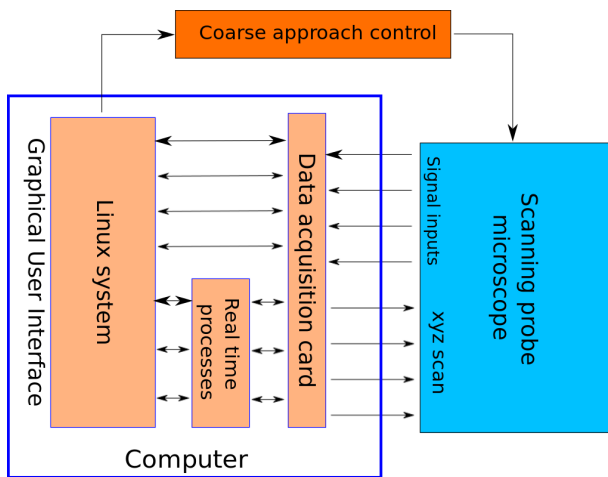 Coarse approach control
Graphical User Interface
Linux system
Real time
processes
Data acquisition card
Signal inputs
xyz scan
Scanning probe
microscope
Computer